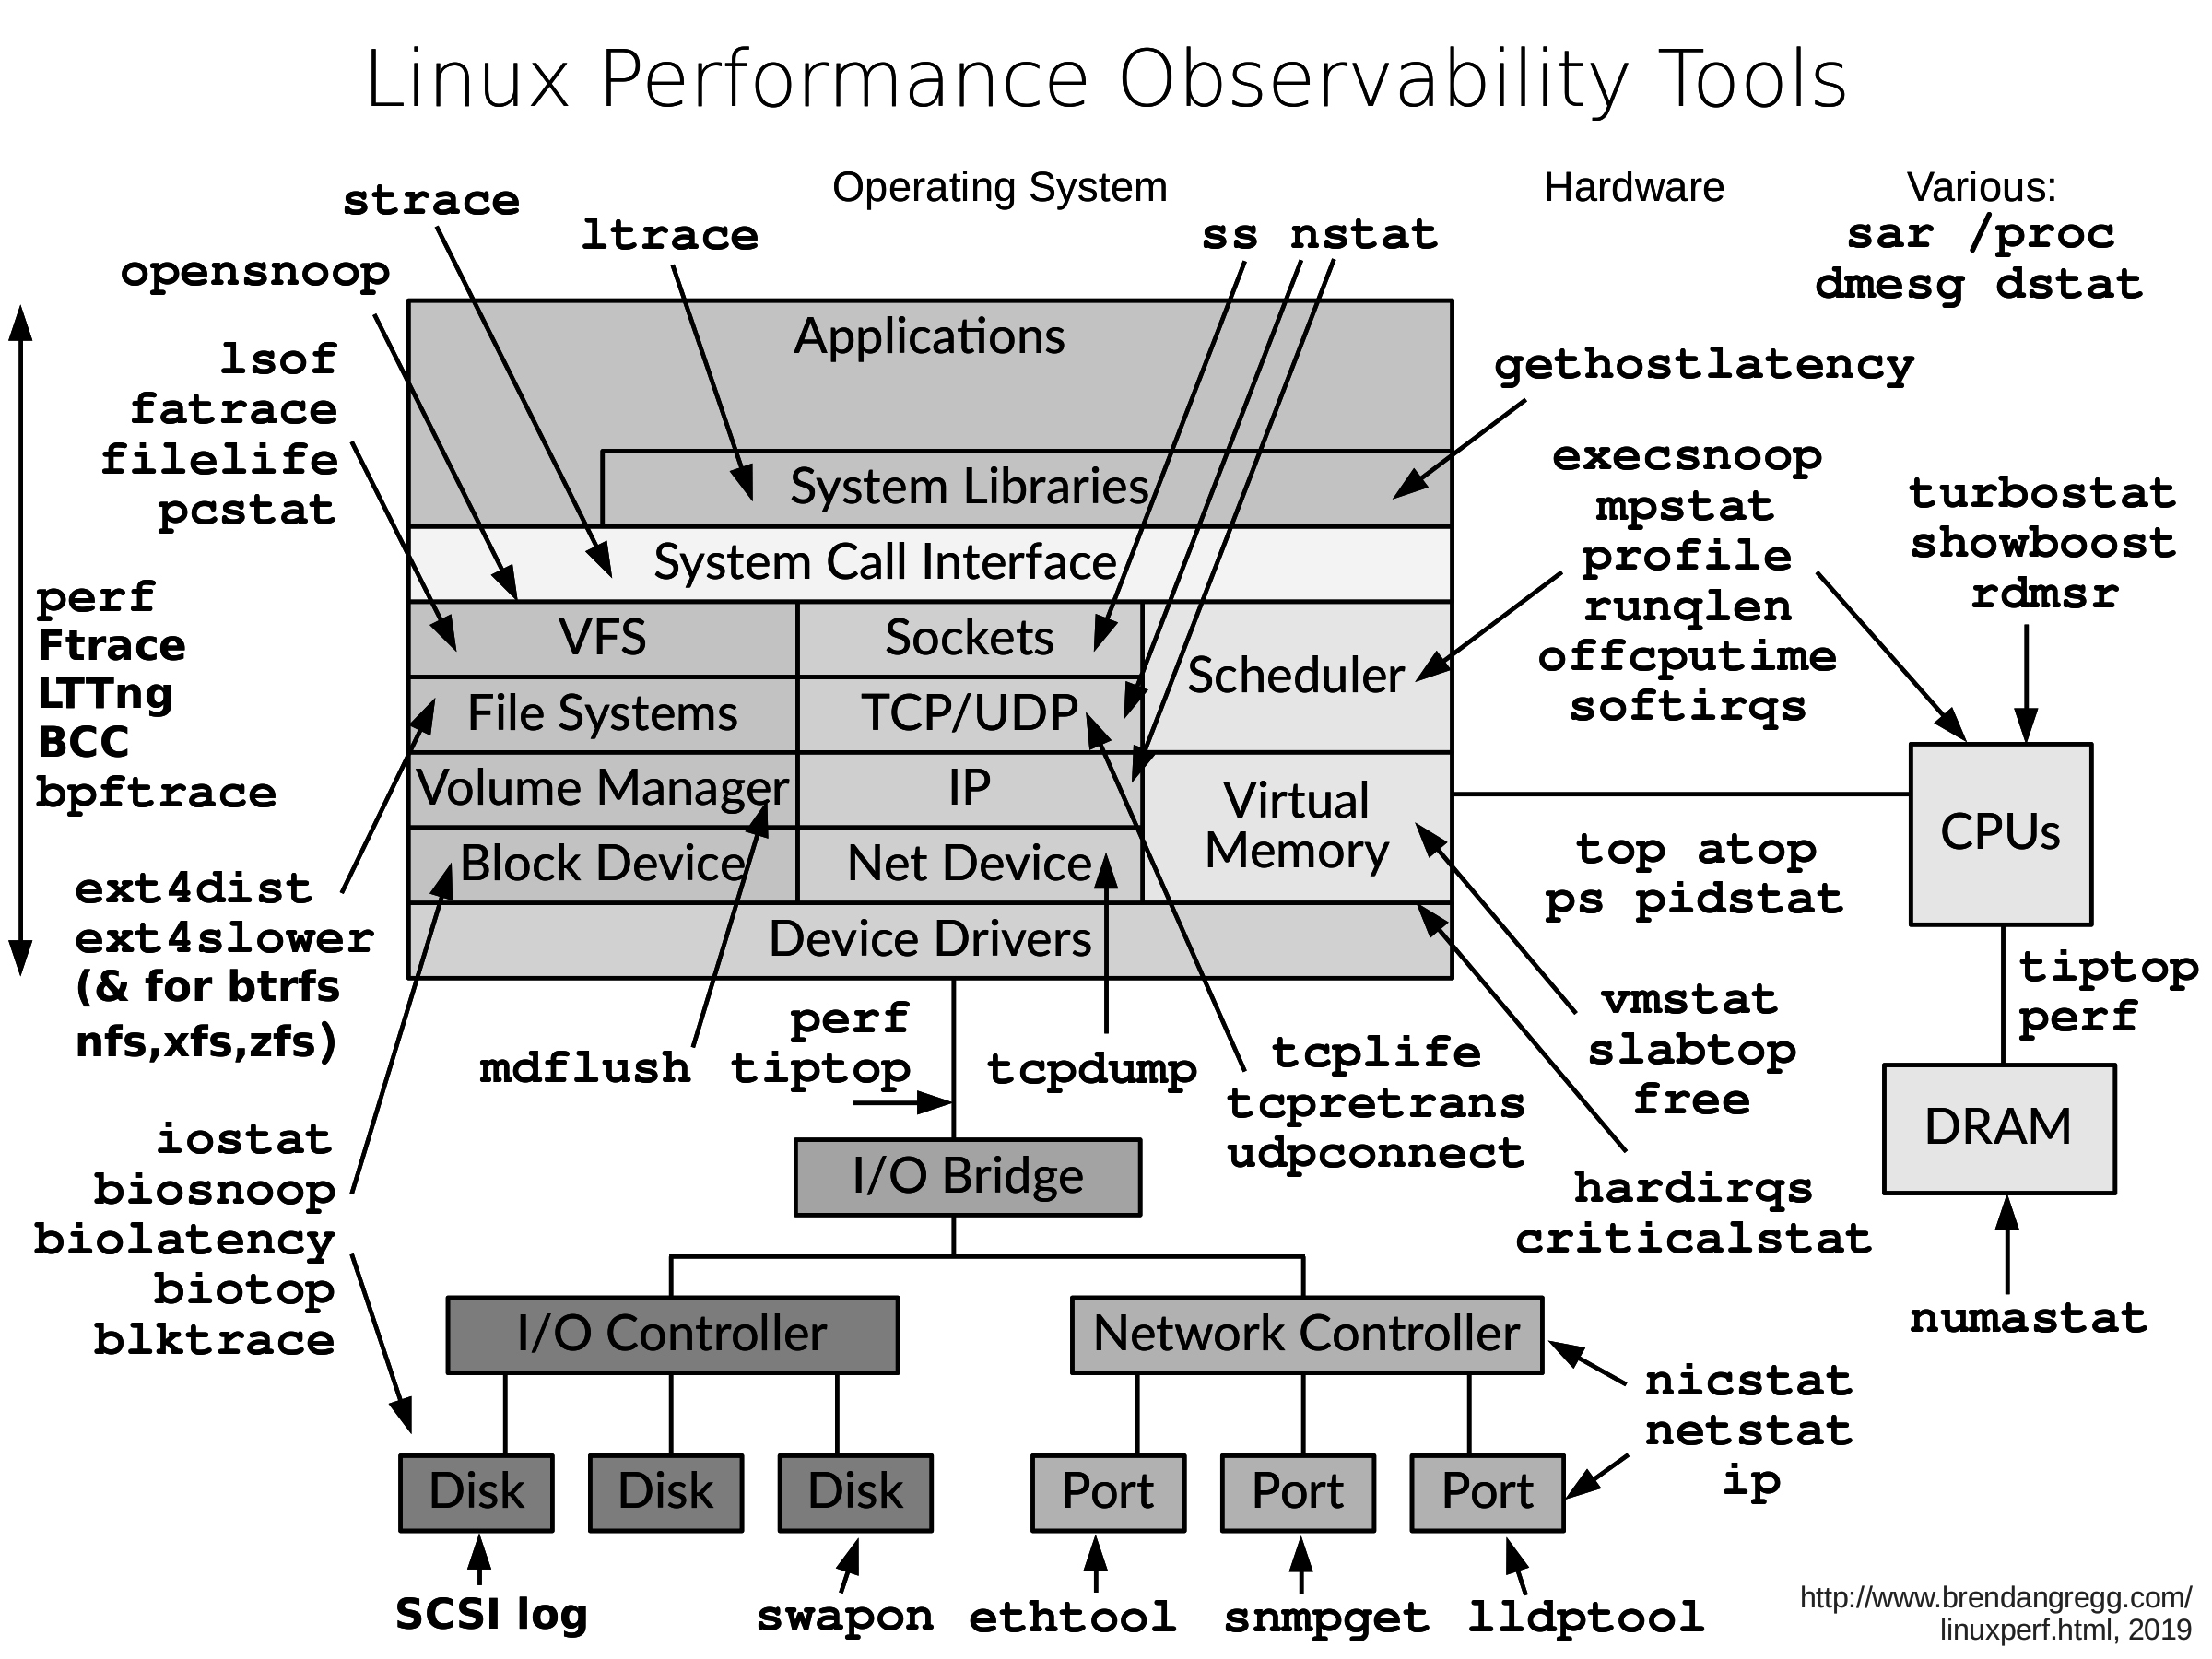 Linux Performance Observability Tools
Operating System
Hardware
Various:
sar /proc
dmesg dstat
strace
ltrace
ss nstat
opensnoop
lsof
fatrace
filelife
pcstat
gethostlatency
execsnoop
mpstat
profile
runqlen
offcputime
softirqs
turbostat
showboost
rdmsr
perf
Ftrace
LTTng
BCC
bpftrace
Applications
System Libraries
System Call Interface
VFS
Sockets
Scheduler
File Systems
TCP/UDP
Volume Manager
IP
Virtual
Memory
Block Device
Net Device
Device Drivers
CPUs
top atop
ps pidstat
ext4dist
ext4slower
(& for btrfs
nfs,xfs,zfs)
tiptop
perf
vmstat
slabtop
free
DRAM
perf
tiptop
mdflush
tcpdump
tcplife
tcpretrans
udpconnect
iostat
biosnoop
biolatency
biotop
blktrace
I/O Bridge
hardirqs
criticalstat
numastat
I/O Controller
Network Controller
nicstat
netstat
ip
Disk
Disk
Disk
Port
Port
Port
SCSI log
swapon
ethtool
snmpget
lldptool
http://www.brendangregg.com/
linuxperf.html, 2019